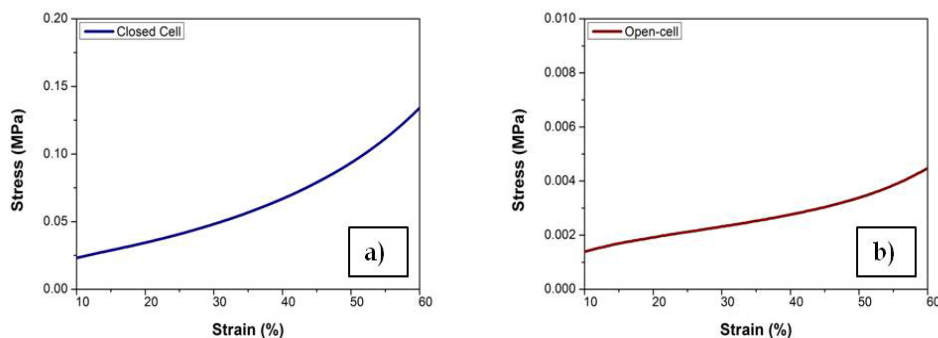 0.20
Closed Cell
0.15
0.10
0.05
0.00
Stress (MPa)
10 20 30 40 50 60
Strain (%)
a)
0.010
Open-cell
0.008
0.006
0.004
0.002
0.000
Stress (MPa)
10 20 30 40 50 60
Strain (%)
b)